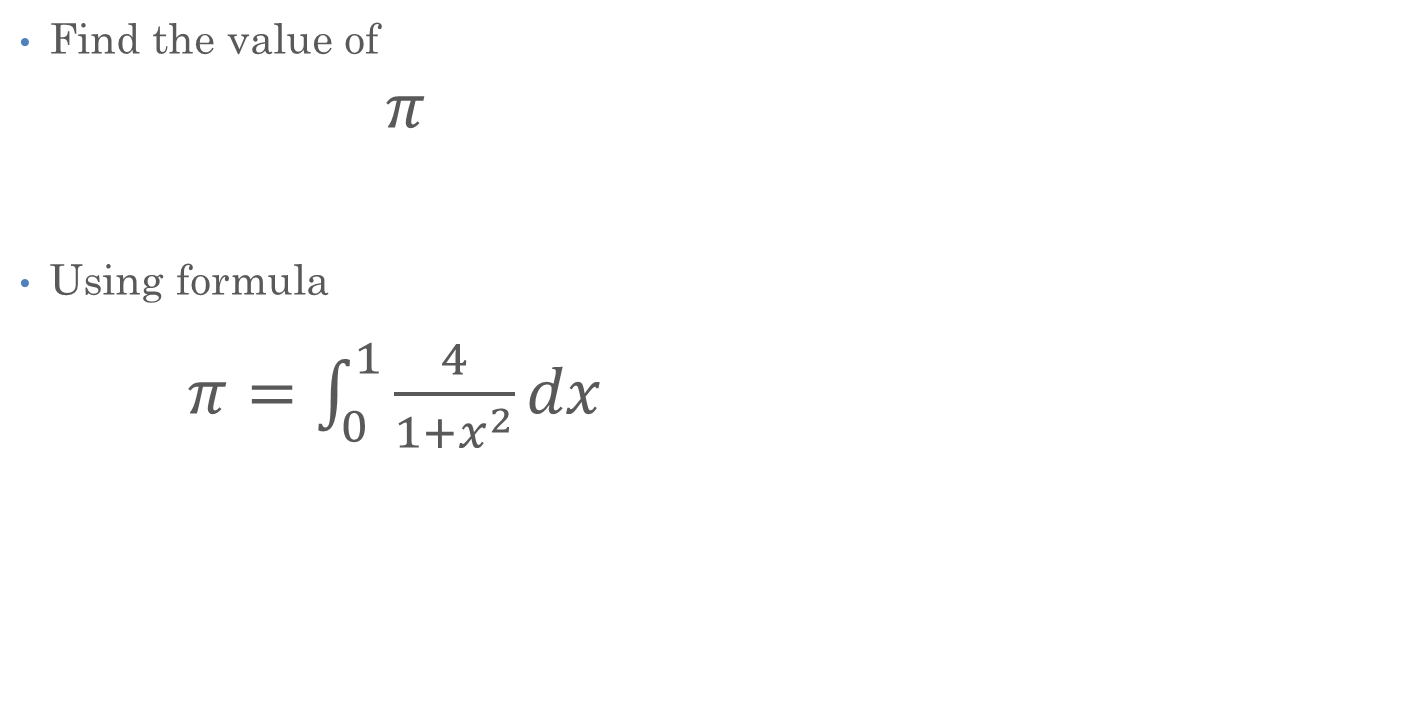 • Find the value of
π
• Using formula
π = ∫₀¹ 4/(1+x²) dx